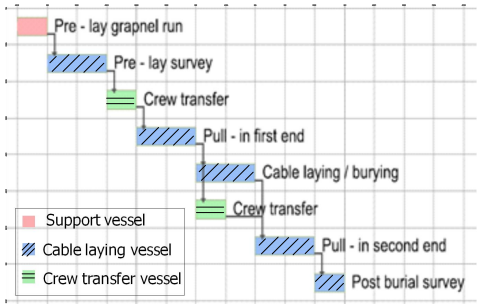 Pre - lay grapnel run
Pre - lay survey
Crew transfer
Pull - in first end
Cable laying / burying
Crew transfer
Pull - in second end
Post burial survey
Support vessel
Cable laying vessel
Crew transfer vessel